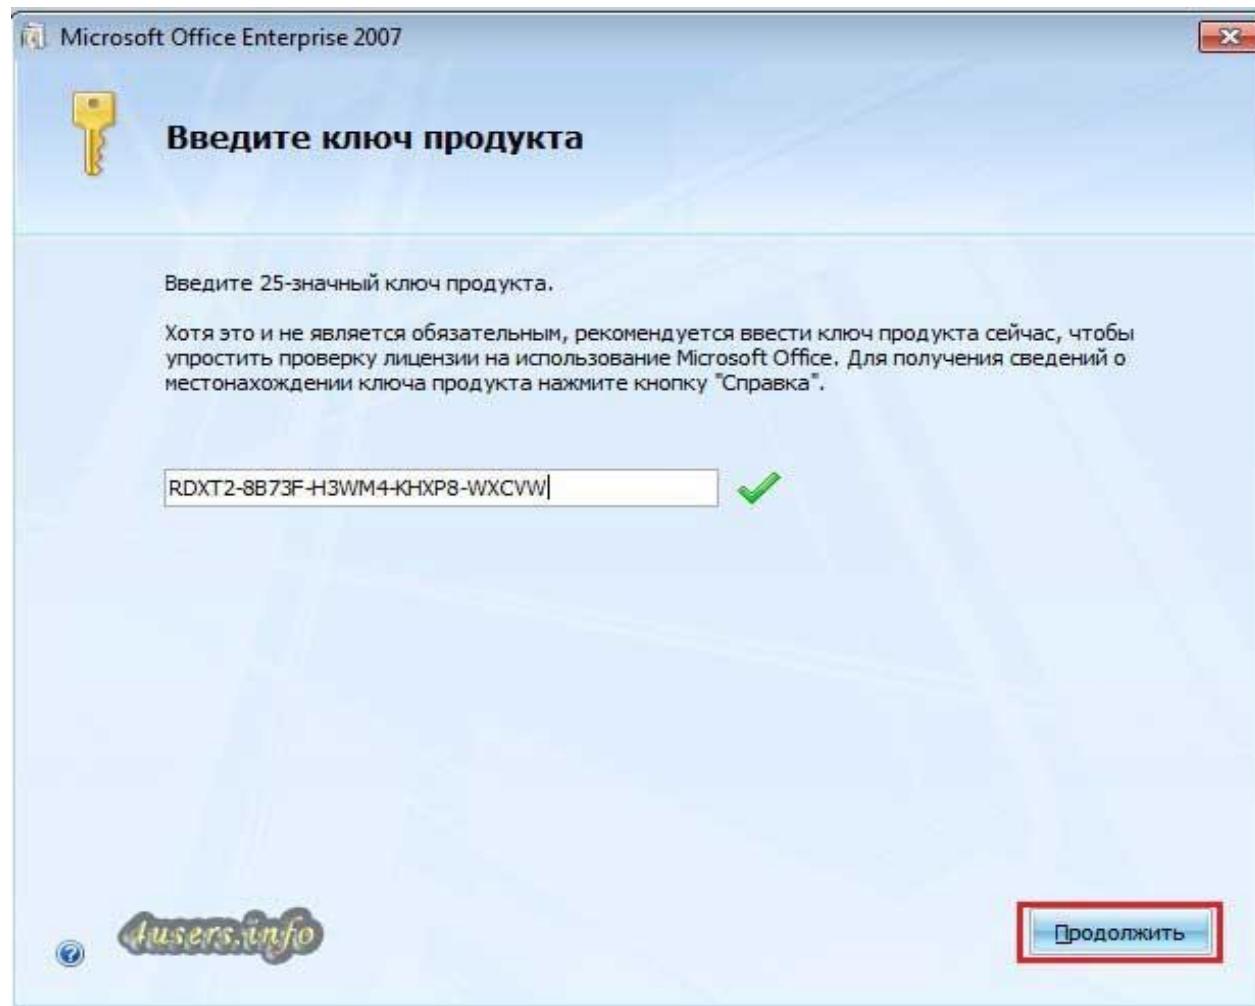 Microsoft Office Enterprise 2007
Введите ключ продукта
Введите 25-значный ключ продукта.
Хотя это и не является обязательным, рекомендуется ввести ключ продукта сейчас, чтобы
упростить проверку лицензии на использование Microsoft Office. Для получения сведений о
местонахождении ключа продукта нажмите кнопку "Справка".
RDXT2-8B73F-H3WM4-KHXP8-WXCVW
4users.info
Продолжить